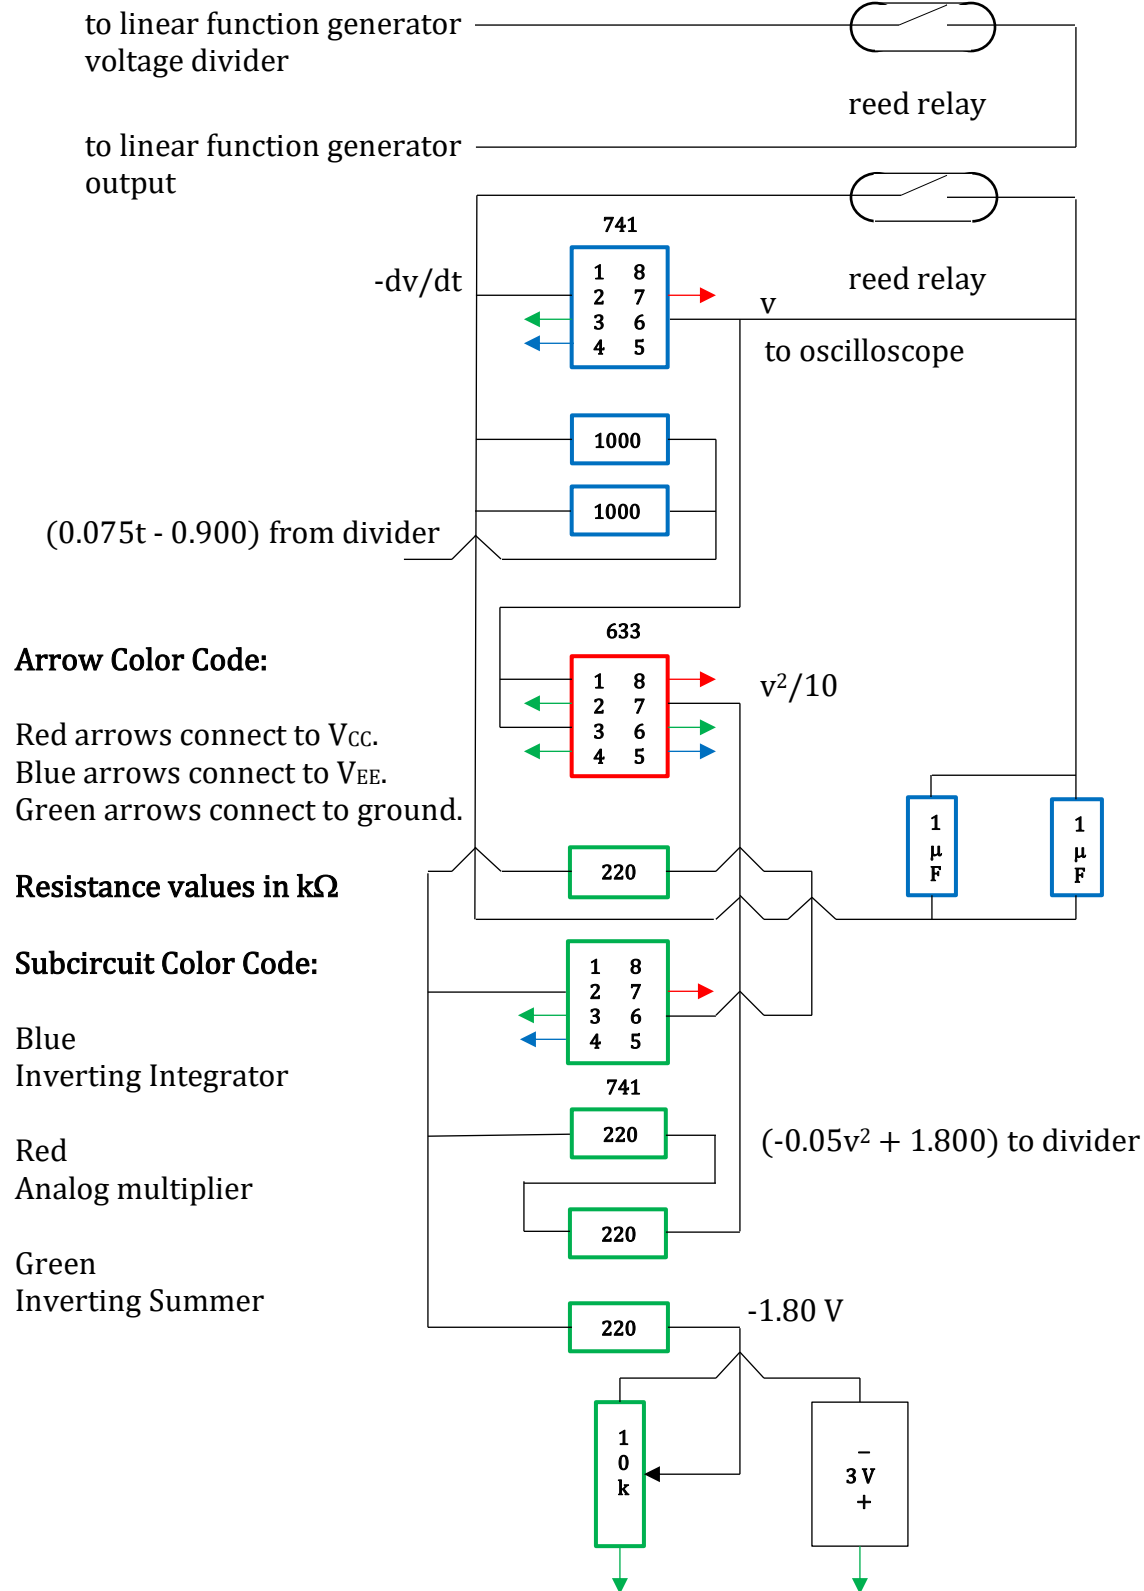 to linear function generator
voltage divider
reed relay
to linear function generator
output
741
-dv/dt
1 8
2 7
3 6
4 5
reed relay
v
to oscilloscope
1000
1000
(0.075t - 0.900) from divider
633
Arrow Color Code:
1 8
2 7
3 6
4 5
v²/10
Red arrows connect to VCC.
Blue arrows connect to VEE.
Green arrows connect to ground.
1
μ
F
1
μ
F
220
Resistance values in kΩ
Subcircuit Color Code:
1 8
2 7
3 6
4 5
Blue
Inverting Integrator
741
220
(-0.05v² + 1.800) to divider
Red
Analog multiplier
220
Green
Inverting Summer
-1.80 V
220
1
0
k
−
3 V
+